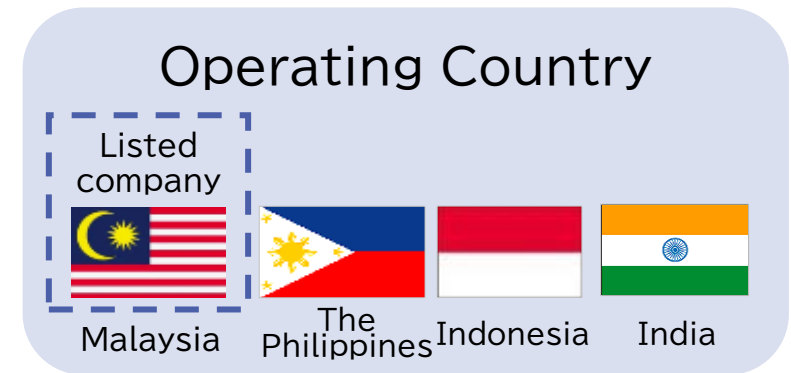 Operating Country
Listed
company
Malaysia
The
Philippines
Indonesia
India